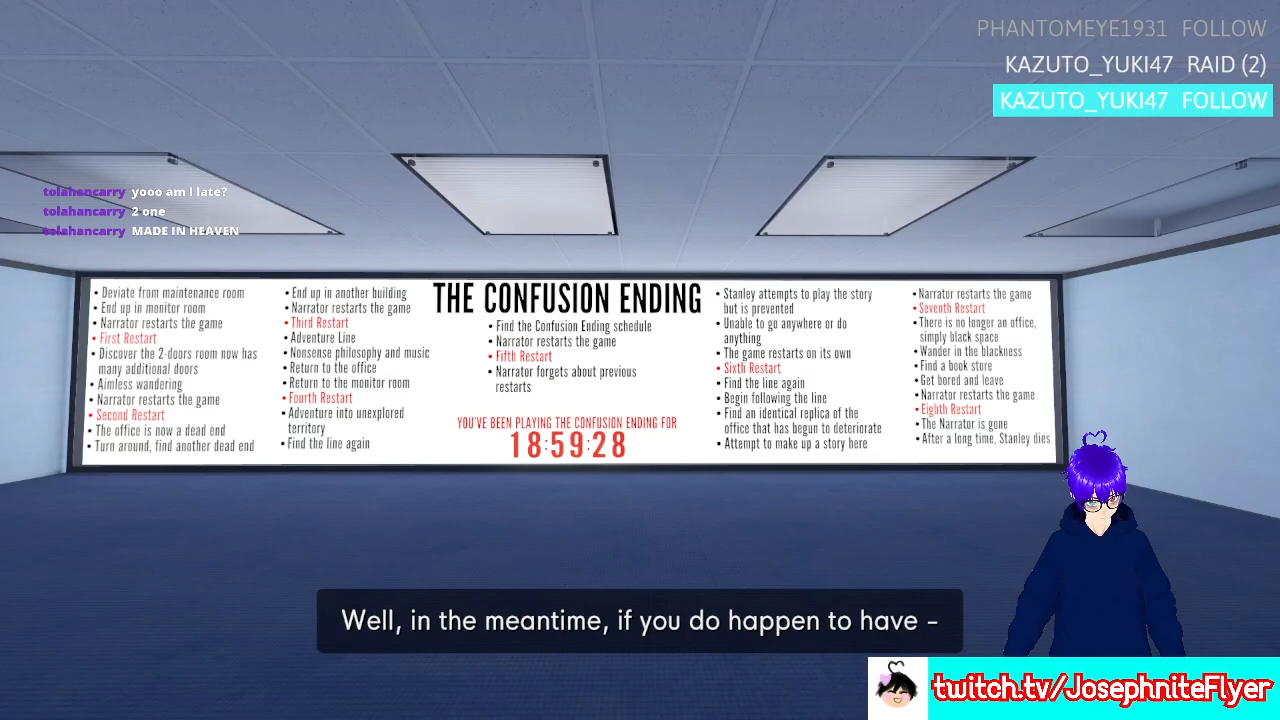 PHANTOMEYE1931 FOLLOW
KAZUTO_YUKI47 RAID (2)
KAZUTO_YUKI47 FOLLOW
tolahancarry yooo am I late?
tolahancarry 2 one
tolahancarry MADE IN HEAVEN
• Deviate from maintenance room
• End up in monitor room
• Narrator restarts the game
• First Restart
• Discover the 2-doors room now has
many additional doors
• Aimless wandering
• Narrator restarts the game
• Second Restart
• The office is now a dead end
• Turn around, find another dead end
• End up in another building
• Narrator restarts the game
• Third Restart
• Adventure Line
• Nonsense philosophy and music
• Return to the office
• Return to the monitor room
• Fourth Restart
• Adventure into unexplored
territory
• Find the line again
THE CONFUSION ENDING
• Find the Confusion Ending schedule
• Narrator restarts the game
• Fifth Restart
• Narrator forgets about previous
restarts
YOU'VE BEEN PLAYING THE CONFUSION ENDING FOR
18:59:28
• Stanley attempts to play the story
but is prevented
• Unable to go anywhere or do
anything
• The game restarts on its own
• Sixth Restart
• Find the line again
• Begin following the line
• Find an identical replica of the
office that has begun to deteriorate
• Attempt to make up a story here
• Narrator restarts the game
• Seventh Restart
• There is no longer an office,
simply black space
• Wander in the blackness
• Find a book store
• Get bored and leave
• Narrator restarts the game
• Eighth Restart
• The Narrator is gone
• After a long time, Stanley dies
Well, in the meantime, if you do happen to have –
twitch.tv/JosephniteFlyer